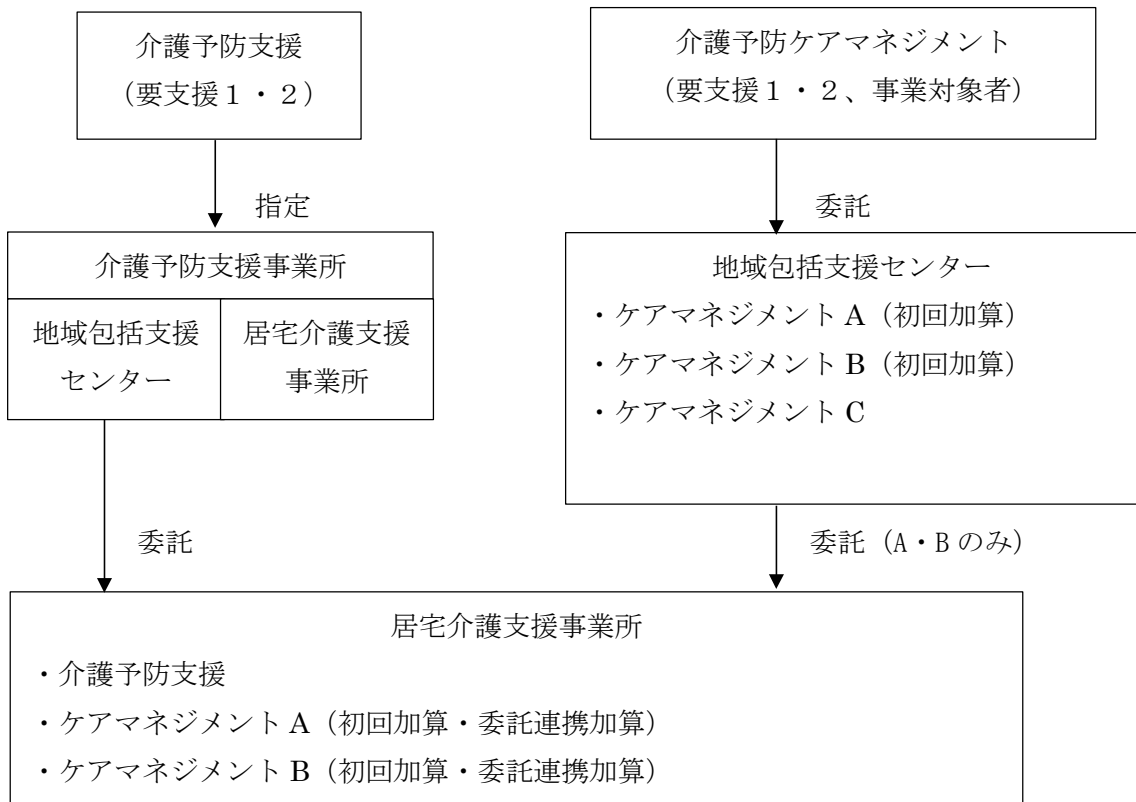 介護予防支援
（要支援１・２）
介護予防ケアマネジメント
（要支援１・２、事業対象者）
指定
委託
介護予防支援事業所
地域包括支援
センター
居宅介護支援
事業所
地域包括支援センター
・ケアマネジメント A（初回加算）
・ケアマネジメント B（初回加算）
・ケアマネジメント C
委託
委託（A・B のみ）
居宅介護支援事業所
・介護予防支援
・ケアマネジメント A（初回加算・委託連携加算）
・ケアマネジメント B（初回加算・委託連携加算）